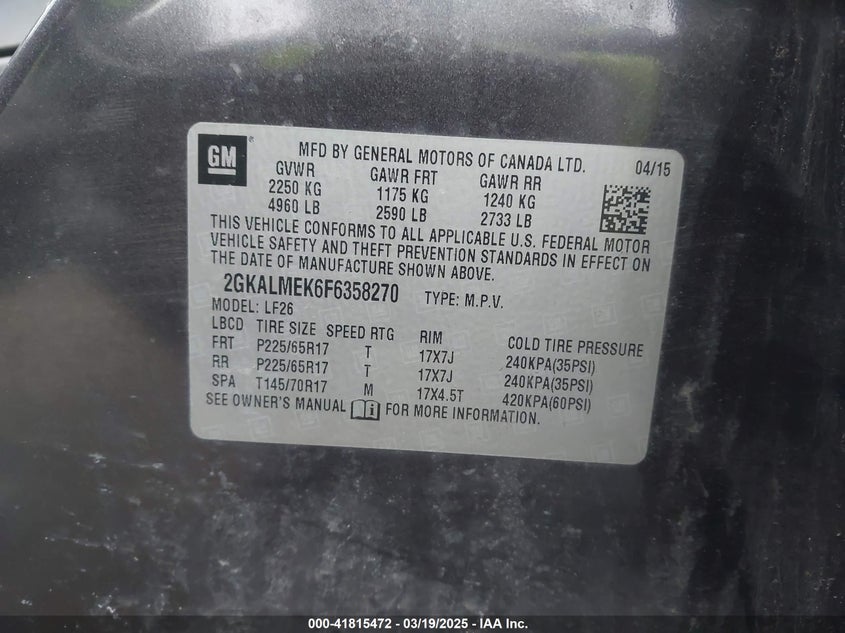 GM
MFD BY GENERAL MOTORS OF CANADA LTD. 04/15
GVWR GAWR FRT GAWR RR
2250 KG 1175 KG 1240 KG
4960 LB 2590 LB 2733 LB
THIS VEHICLE CONFORMS TO ALL APPLICABLE U.S. FEDERAL MOTOR
VEHICLE SAFETY AND THEFT PREVENTION STANDARDS IN EFFECT ON
THE DATE OF MANUFACTURE SHOWN ABOVE.
2GKALMEK6F6358270 TYPE: M.P.V.
MODEL: LF26
LBCD TIRE SIZE SPEED RTG RIM COLD TIRE PRESSURE
FRT P225/65R17 T 17X7J 240KPA(35PSI)
RR P225/65R17 T 17X7J 240KPA(35PSI)
SPA T145/70R17 M 17X4.5T 420KPA(60PSI)
SEE OWNER'S MANUAL FOR MORE INFORMATION.
000-41815472 - 03/19/2025 - IAA Inc.